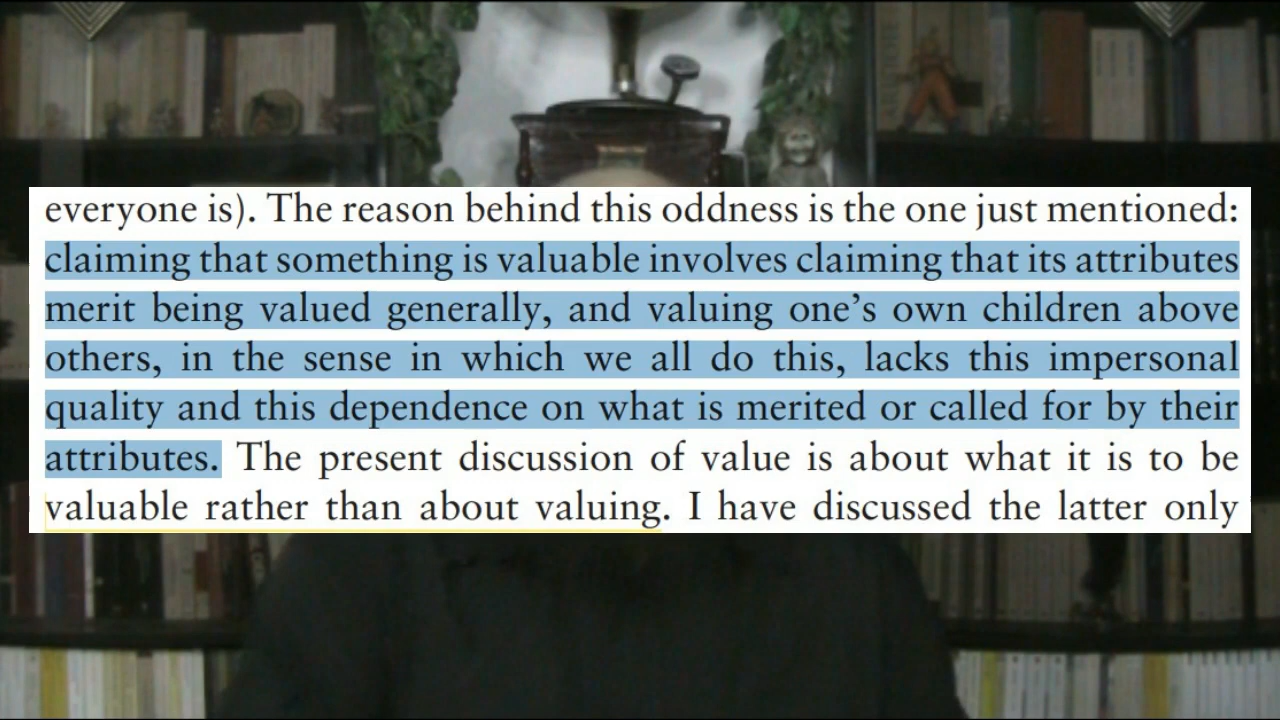 everyone is). The reason behind this oddness is the one just mentioned:
claiming that something is valuable involves claiming that its attributes
merit being valued generally, and valuing one’s own children above
others, in the sense in which we all do this, lacks this impersonal
quality and this dependence on what is merited or called for by their
attributes. The present discussion of value is about what it is to be
valuable rather than about valuing. I have discussed the latter only